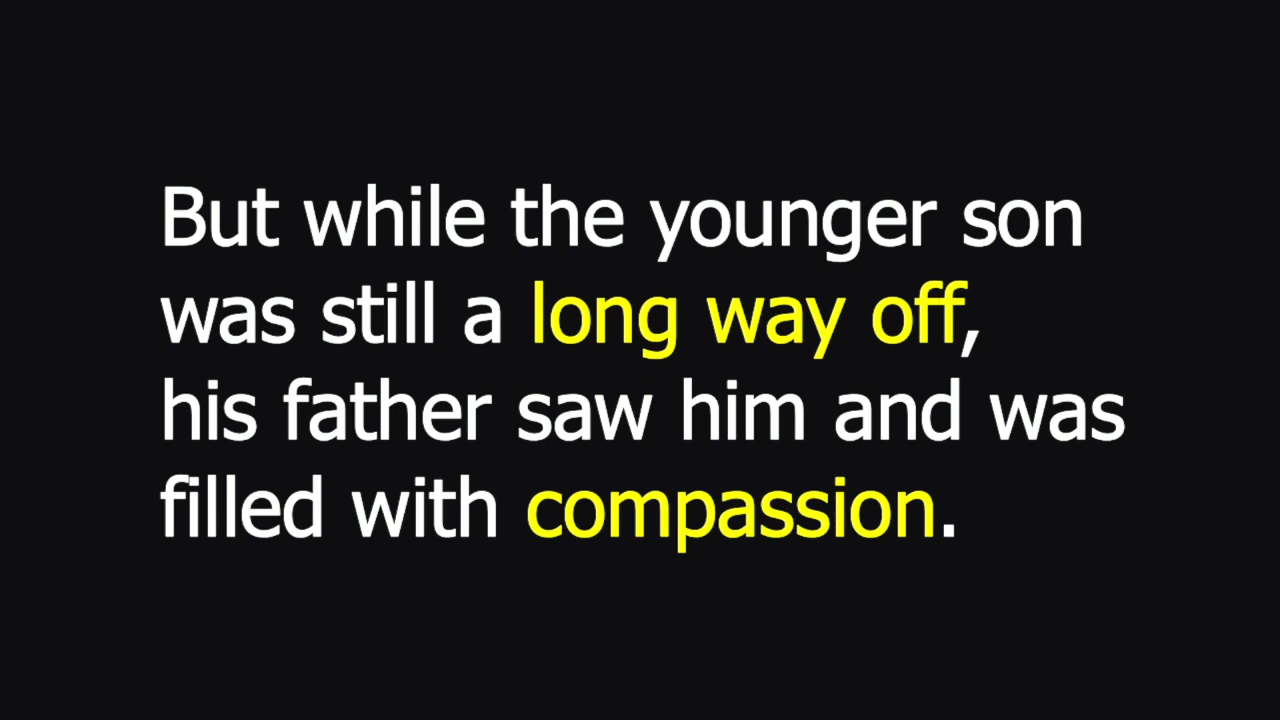 But while the younger son
was still a long way off,
his father saw him and was
filled with compassion.